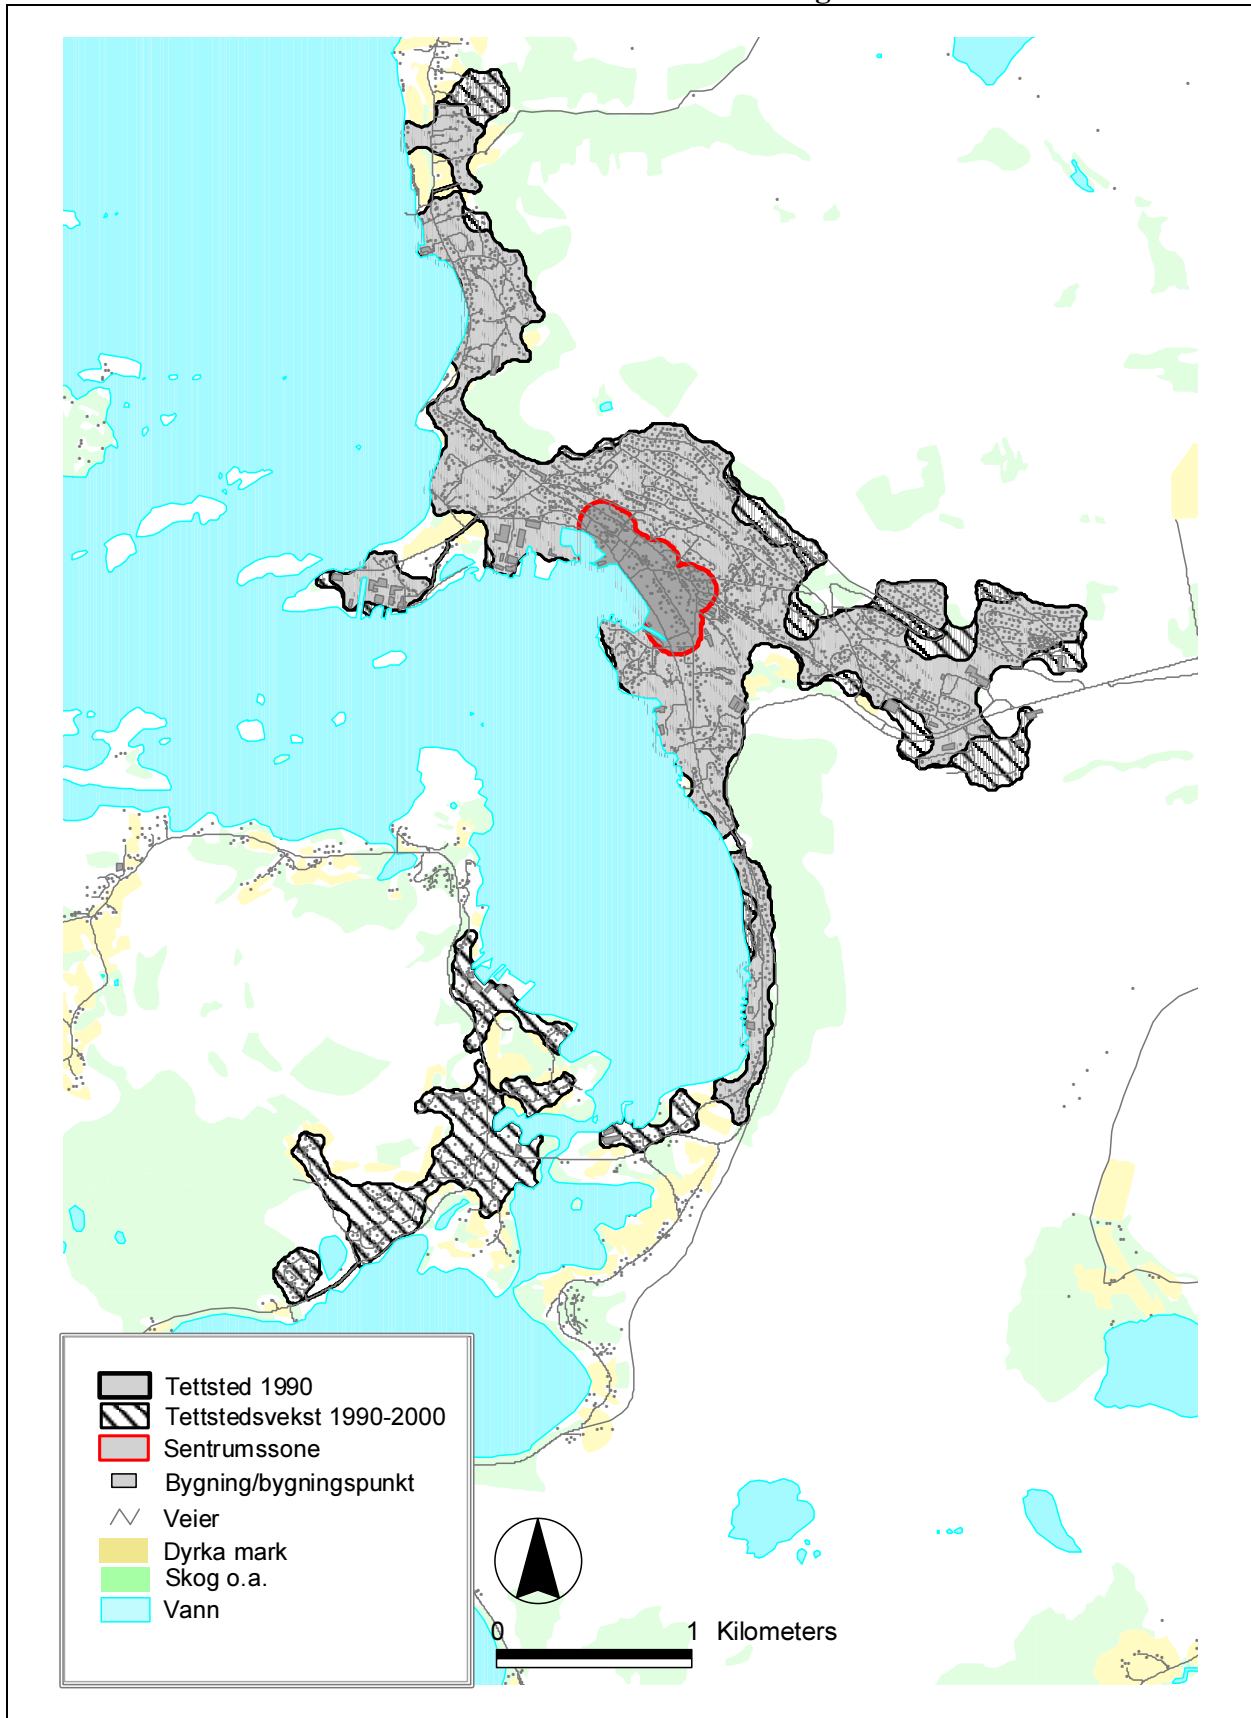 Tettsted 1990
Tettstedsvekst 1990-2000
Sentrumssone
Bygning/bygningspunkt
Veier
Dyrka mark
Skog o.a.
Vann
0 1 Kilometers